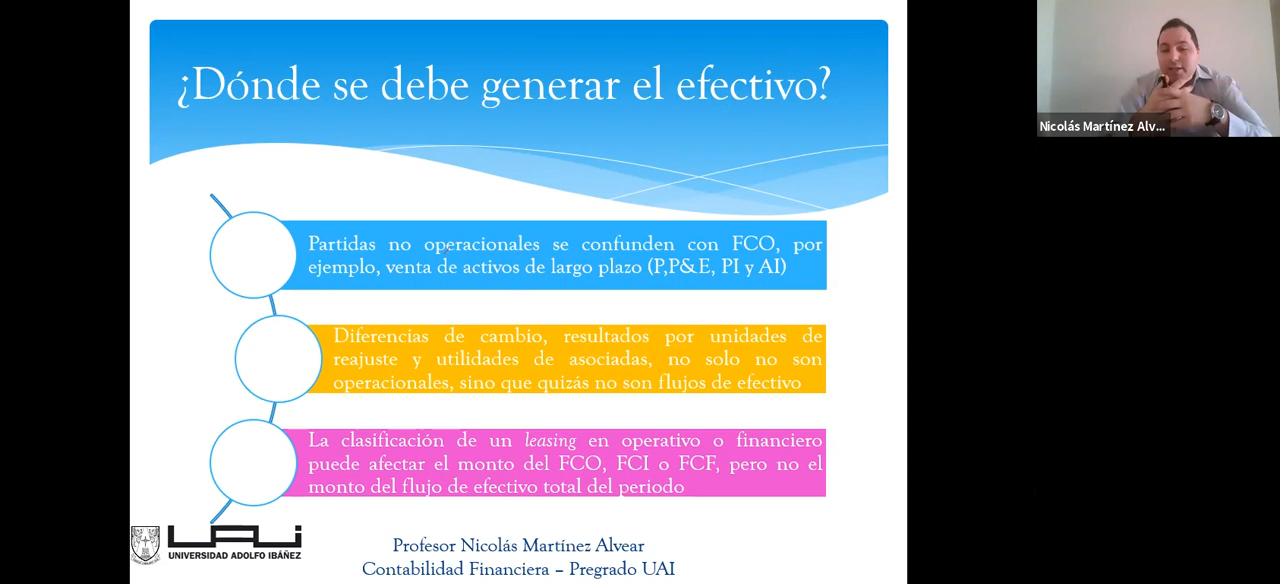 ¿Dónde se debe generar el efectivo?
Nicolás Martínez Alv...
Partidas no operacionales se confunden con FCO, por
ejemplo, venta de activos de largo plazo (P,P&E, PI y AI)
Diferencias de cambio, resultados por unidades de
reajuste y utilidades de asociadas, no solo no son
operacionales, sino que quizás no son flujos de efectivo
La clasificación de un leasing en operativo o financiero
puede afectar el monto del FCO, FCI o FCF, pero no el
monto del flujo de efectivo total del periodo
UAi
UNIVERSIDAD ADOLFO IBÁÑEZ
Profesor Nicolás Martínez Alvear
Contabilidad Financiera – Pregrado UAI